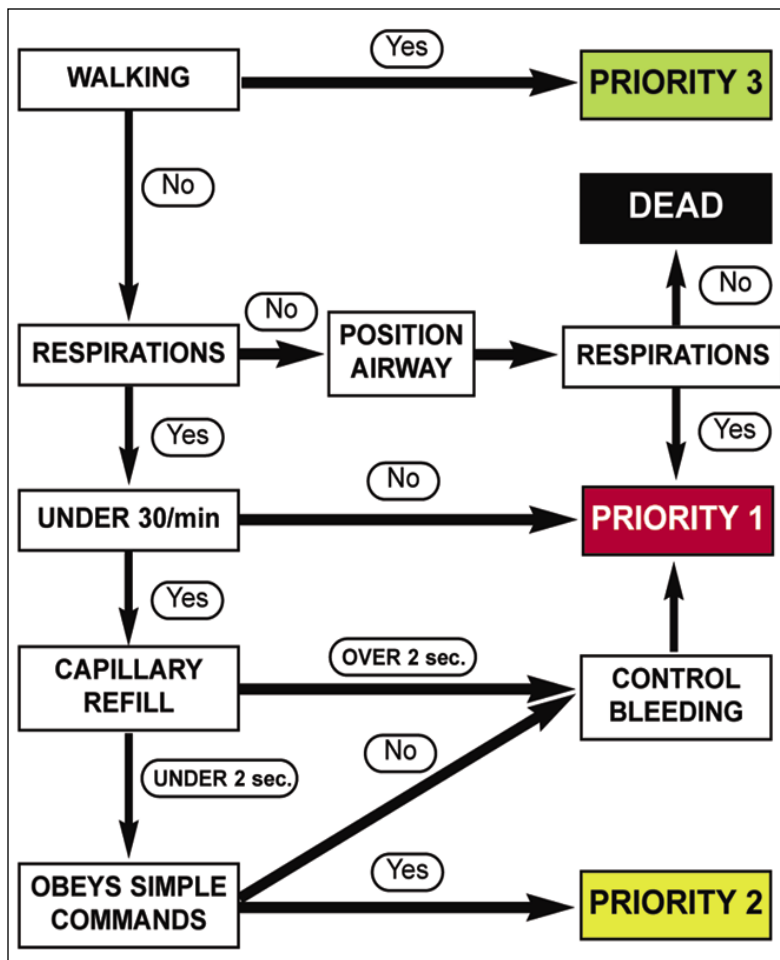 Yes
WALKING
PRIORITY 3
No
DEAD
No
No
RESPIRATIONS
POSITION
AIRWAY
RESPIRATIONS
Yes
Yes
No
UNDER 30/min
PRIORITY 1
Yes
OVER 2 sec.
CAPILLARY
REFILL
CONTROL
BLEEDING
No
UNDER 2 sec.
Yes
OBEYS SIMPLE
COMMANDS
PRIORITY 2